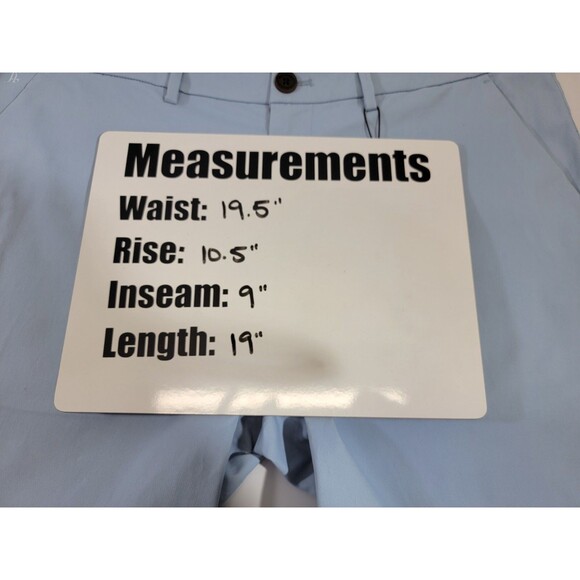 Measurements
Waist: 19.5"
Rise: 10.5"
Inseam: 9"
Length: 19"